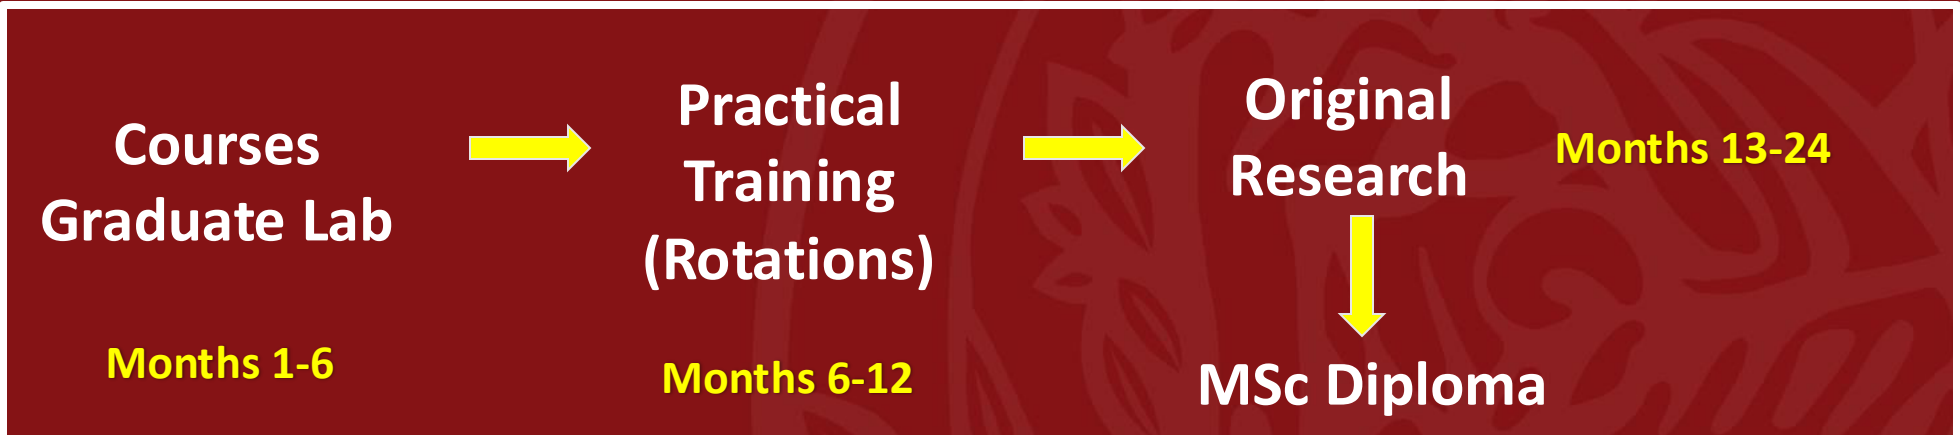 Courses
Graduate Lab
Months 1-6
Practical
Training
(Rotations)
Months 6-12
Original
Research
Months 13-24
MSc Diploma